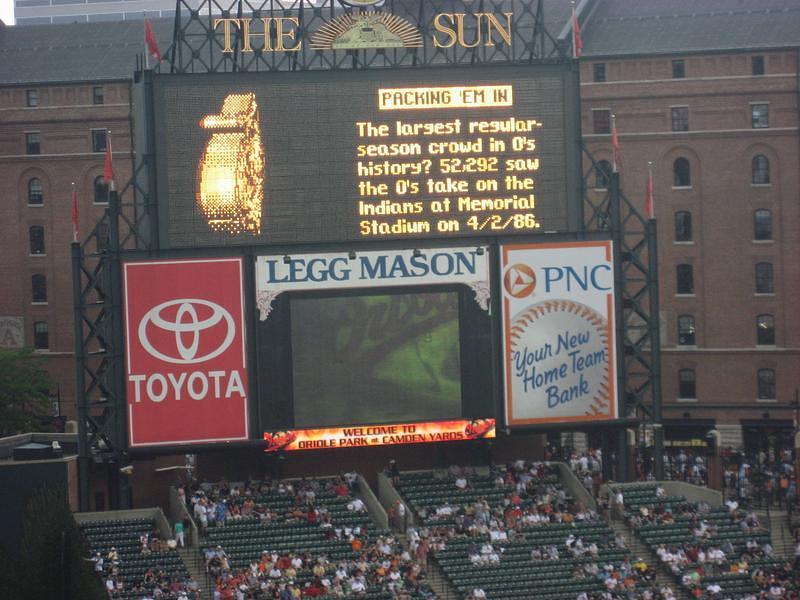 THE SUN
PACKING 'EM IN
The largest regular-
season crowd in O's
history? 52,292 saw
the O's take on the
Indians at Memorial
Stadium on 4/2/86.
LEGG MASON
TOYOTA
PNC
Your New
Home Team
Bank
WELCOME TO
ORIOLE PARK at CAMDEN YARDS